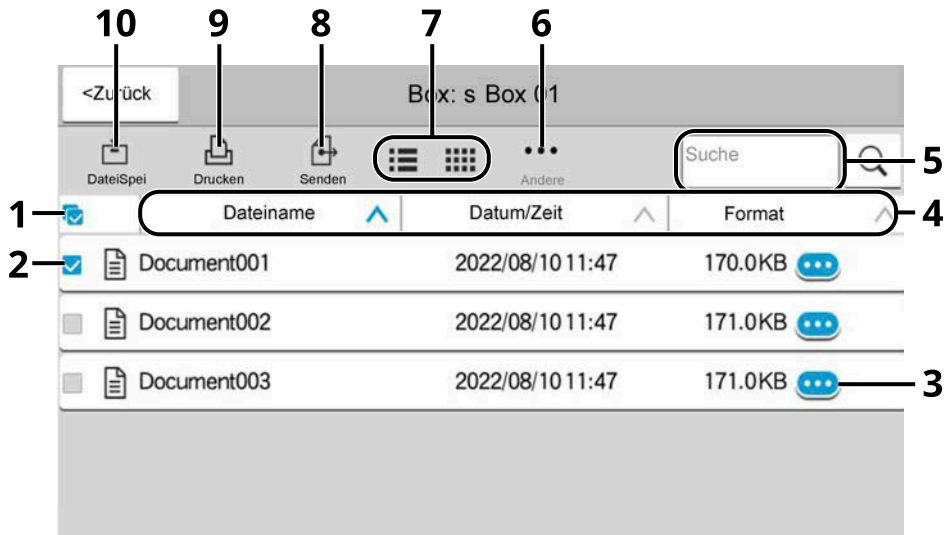 10 9 8 7 6
<Zurück Box: s Box 01
DateiSpei Drucken Senden Andere Suche 5
1 Dateiname Datum/Zeit Format 4
2 Document001 2022/08/10 11:47 170.0KB
Document002 2022/08/10 11:47 171.0KB
Document003 2022/08/10 11:47 171.0KB 3